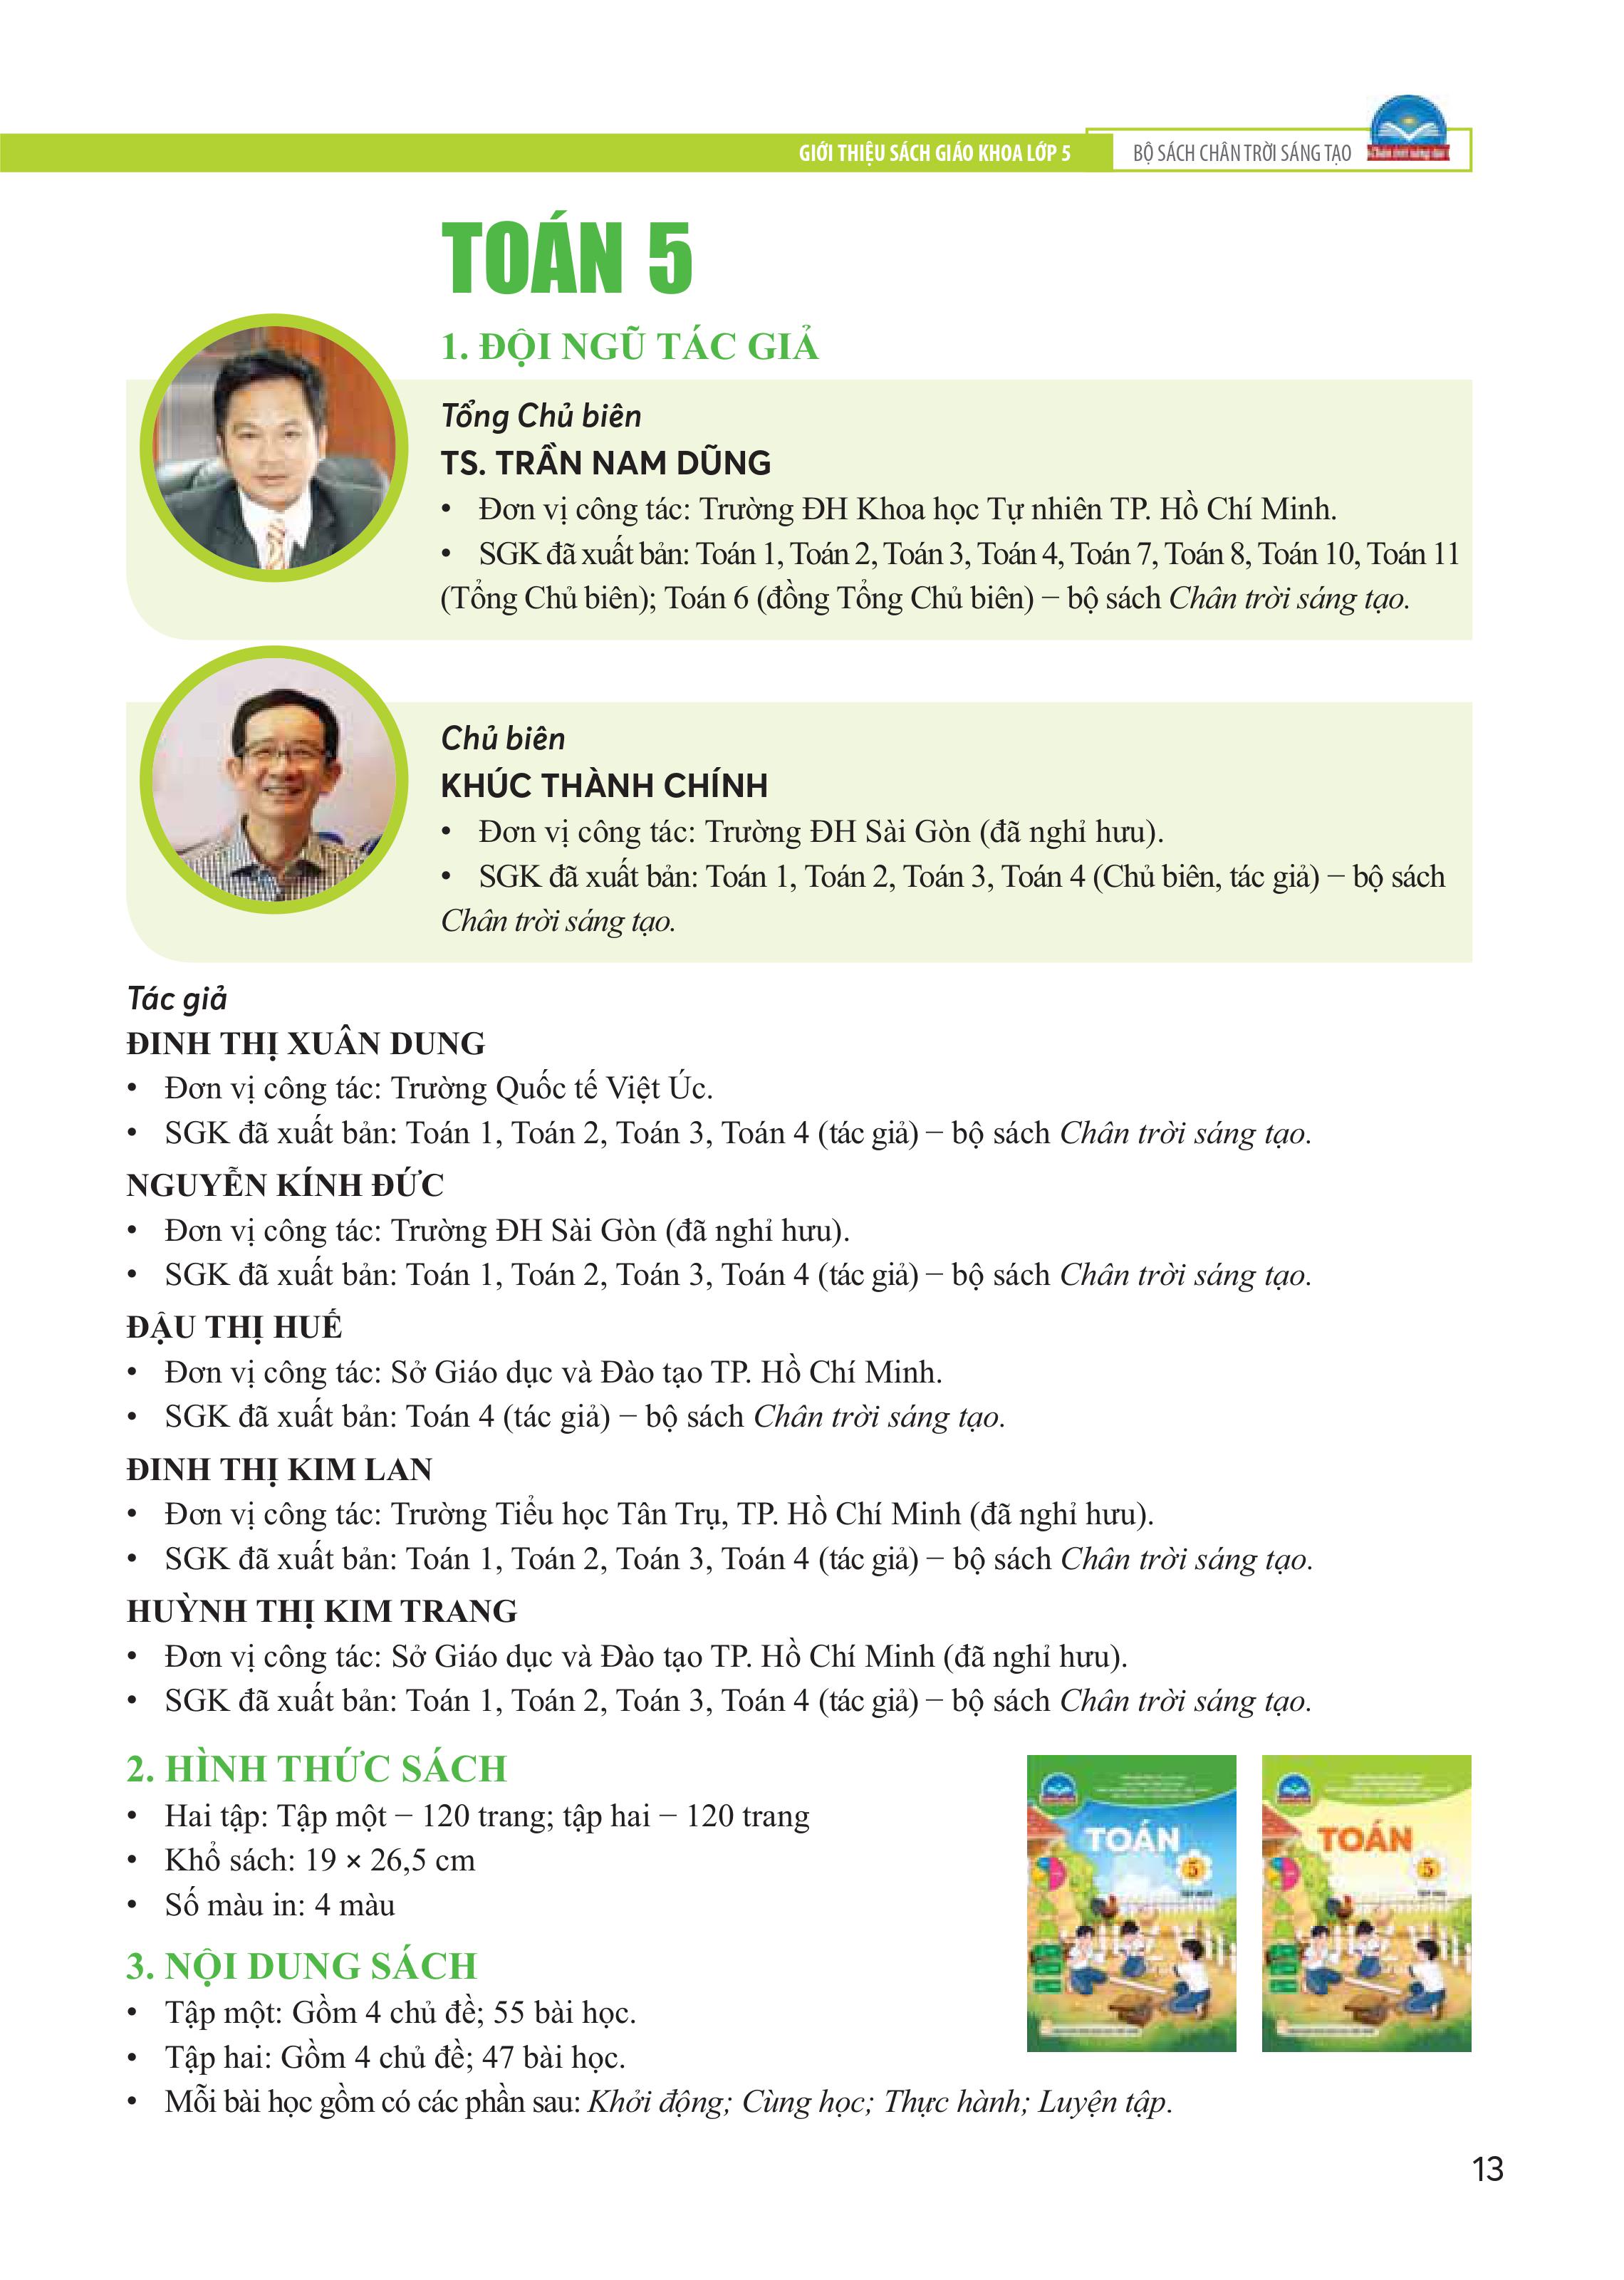 GIỚI THIỆU SÁCH GIÁO KHOA LỚP 5
BỘ SÁCH CHÂN TRỜI SÁNG TẠO
TOÁN 5
1. ĐỘI NGŨ TÁC GIẢ
Tổng Chủ biên
TS. TRẦN NAM DŨNG
• Đơn vị công tác: Trường ĐH Khoa học Tự nhiên TP. Hồ Chí Minh.
• SGK đã xuất bản: Toán 1, Toán 2, Toán 3, Toán 4, Toán 7, Toán 8, Toán 10, Toán 11
(Tổng Chủ biên); Toán 6 (đồng Tổng Chủ biên) − bộ sách Chân trời sáng tạo.
Chủ biên
KHÚC THÀNH CHÍNH
• Đơn vị công tác: Trường ĐH Sài Gòn (đã nghỉ hưu).
• SGK đã xuất bản: Toán 1, Toán 2, Toán 3, Toán 4 (Chủ biên, tác giả) − bộ sách
Chân trời sáng tạo.
Tác giả
ĐINH THỊ XUÂN DUNG
• Đơn vị công tác: Trường Quốc tế Việt Úc.
• SGK đã xuất bản: Toán 1, Toán 2, Toán 3, Toán 4 (tác giả) − bộ sách Chân trời sáng tạo.
NGUYỄN KÍNH ĐỨC
• Đơn vị công tác: Trường ĐH Sài Gòn (đã nghỉ hưu).
• SGK đã xuất bản: Toán 1, Toán 2, Toán 3, Toán 4 (tác giả) − bộ sách Chân trời sáng tạo.
ĐẬU THỊ HUẾ
• Đơn vị công tác: Sở Giáo dục và Đào tạo TP. Hồ Chí Minh.
• SGK đã xuất bản: Toán 4 (tác giả) − bộ sách Chân trời sáng tạo.
ĐINH THỊ KIM LAN
• Đơn vị công tác: Trường Tiểu học Tân Trụ, TP. Hồ Chí Minh (đã nghỉ hưu).
• SGK đã xuất bản: Toán 1, Toán 2, Toán 3, Toán 4 (tác giả) − bộ sách Chân trời sáng tạo.
HUỲNH THỊ KIM TRANG
• Đơn vị công tác: Sở Giáo dục và Đào tạo TP. Hồ Chí Minh (đã nghỉ hưu).
• SGK đã xuất bản: Toán 1, Toán 2, Toán 3, Toán 4 (tác giả) − bộ sách Chân trời sáng tạo.
2. HÌNH THỨC SÁCH
• Hai tập: Tập một − 120 trang; tập hai − 120 trang
• Khổ sách: 19 × 26,5 cm
• Số màu in: 4 màu
TOÁN
5
TẬP MỘT
TOÁN
5
TẬP HAI
3. NỘI DUNG SÁCH
• Tập một: Gồm 4 chủ đề; 55 bài học.
• Tập hai: Gồm 4 chủ đề; 47 bài học.
• Mỗi bài học gồm có các phần sau: Khởi động; Cùng học; Thực hành; Luyện tập.
13